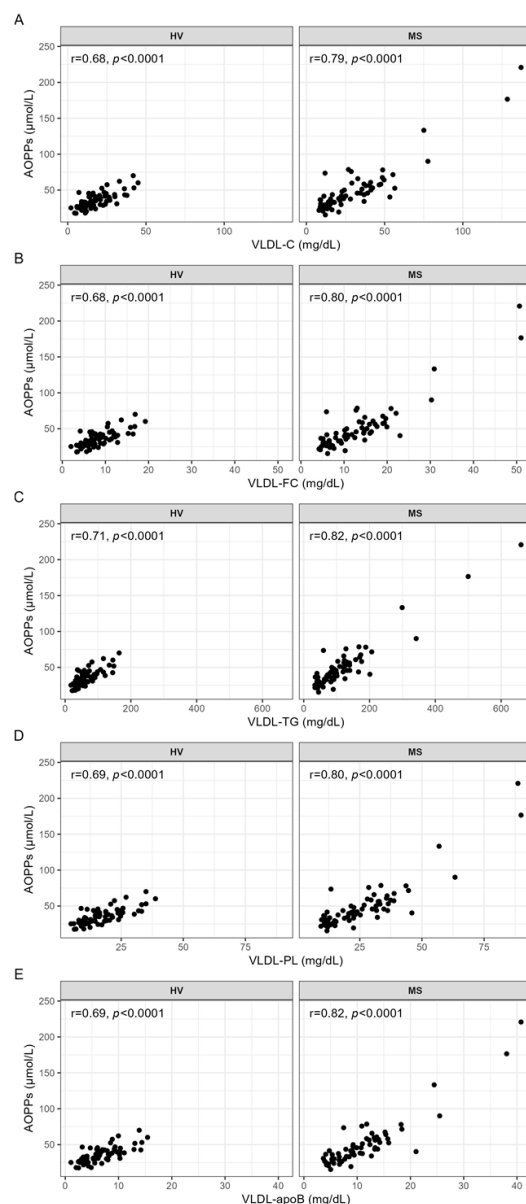 A
HV
MS
r=0.68, p<0.0001
r=0.79, p<0.0001
AOPPs (μmol/L)
250
200
150
100
50
0
50
100
0
50
100
VLDL-C (mg/dL)
B
HV
MS
r=0.68, p<0.0001
r=0.80, p<0.0001
AOPPs (μmol/L)
250
200
150
100
50
0
10
20
30
40
50
0
10
20
30
40
50
VLDL-FC (mg/dL)
C
HV
MS
r=0.71, p<0.0001
r=0.82, p<0.0001
AOPPs (μmol/L)
250
200
150
100
50
0
200
400
600
0
200
400
600
VLDL-TG (mg/dL)
D
HV
MS
r=0.69, p<0.0001
r=0.80, p<0.0001
AOPPs (μmol/L)
250
200
150
100
50
25
50
75
25
50
75
VLDL-PL (mg/dL)
E
HV
MS
r=0.69, p<0.0001
r=0.82, p<0.0001
AOPPs (μmol/L)
250
200
150
100
50
0
10
20
30
40
0
10
20
30
40
VLDL-apoB (mg/dL)